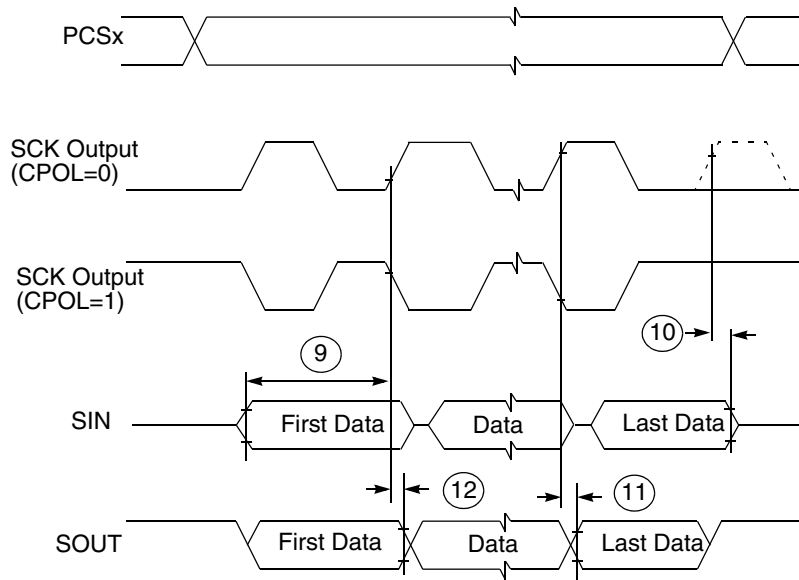 PCSx
SCK Output
(CPOL=0)
SCK Output
(CPOL=1)
10
9
SIN
First Data
Data
Last Data
12
11
SOUT
First Data
Data
Last Data